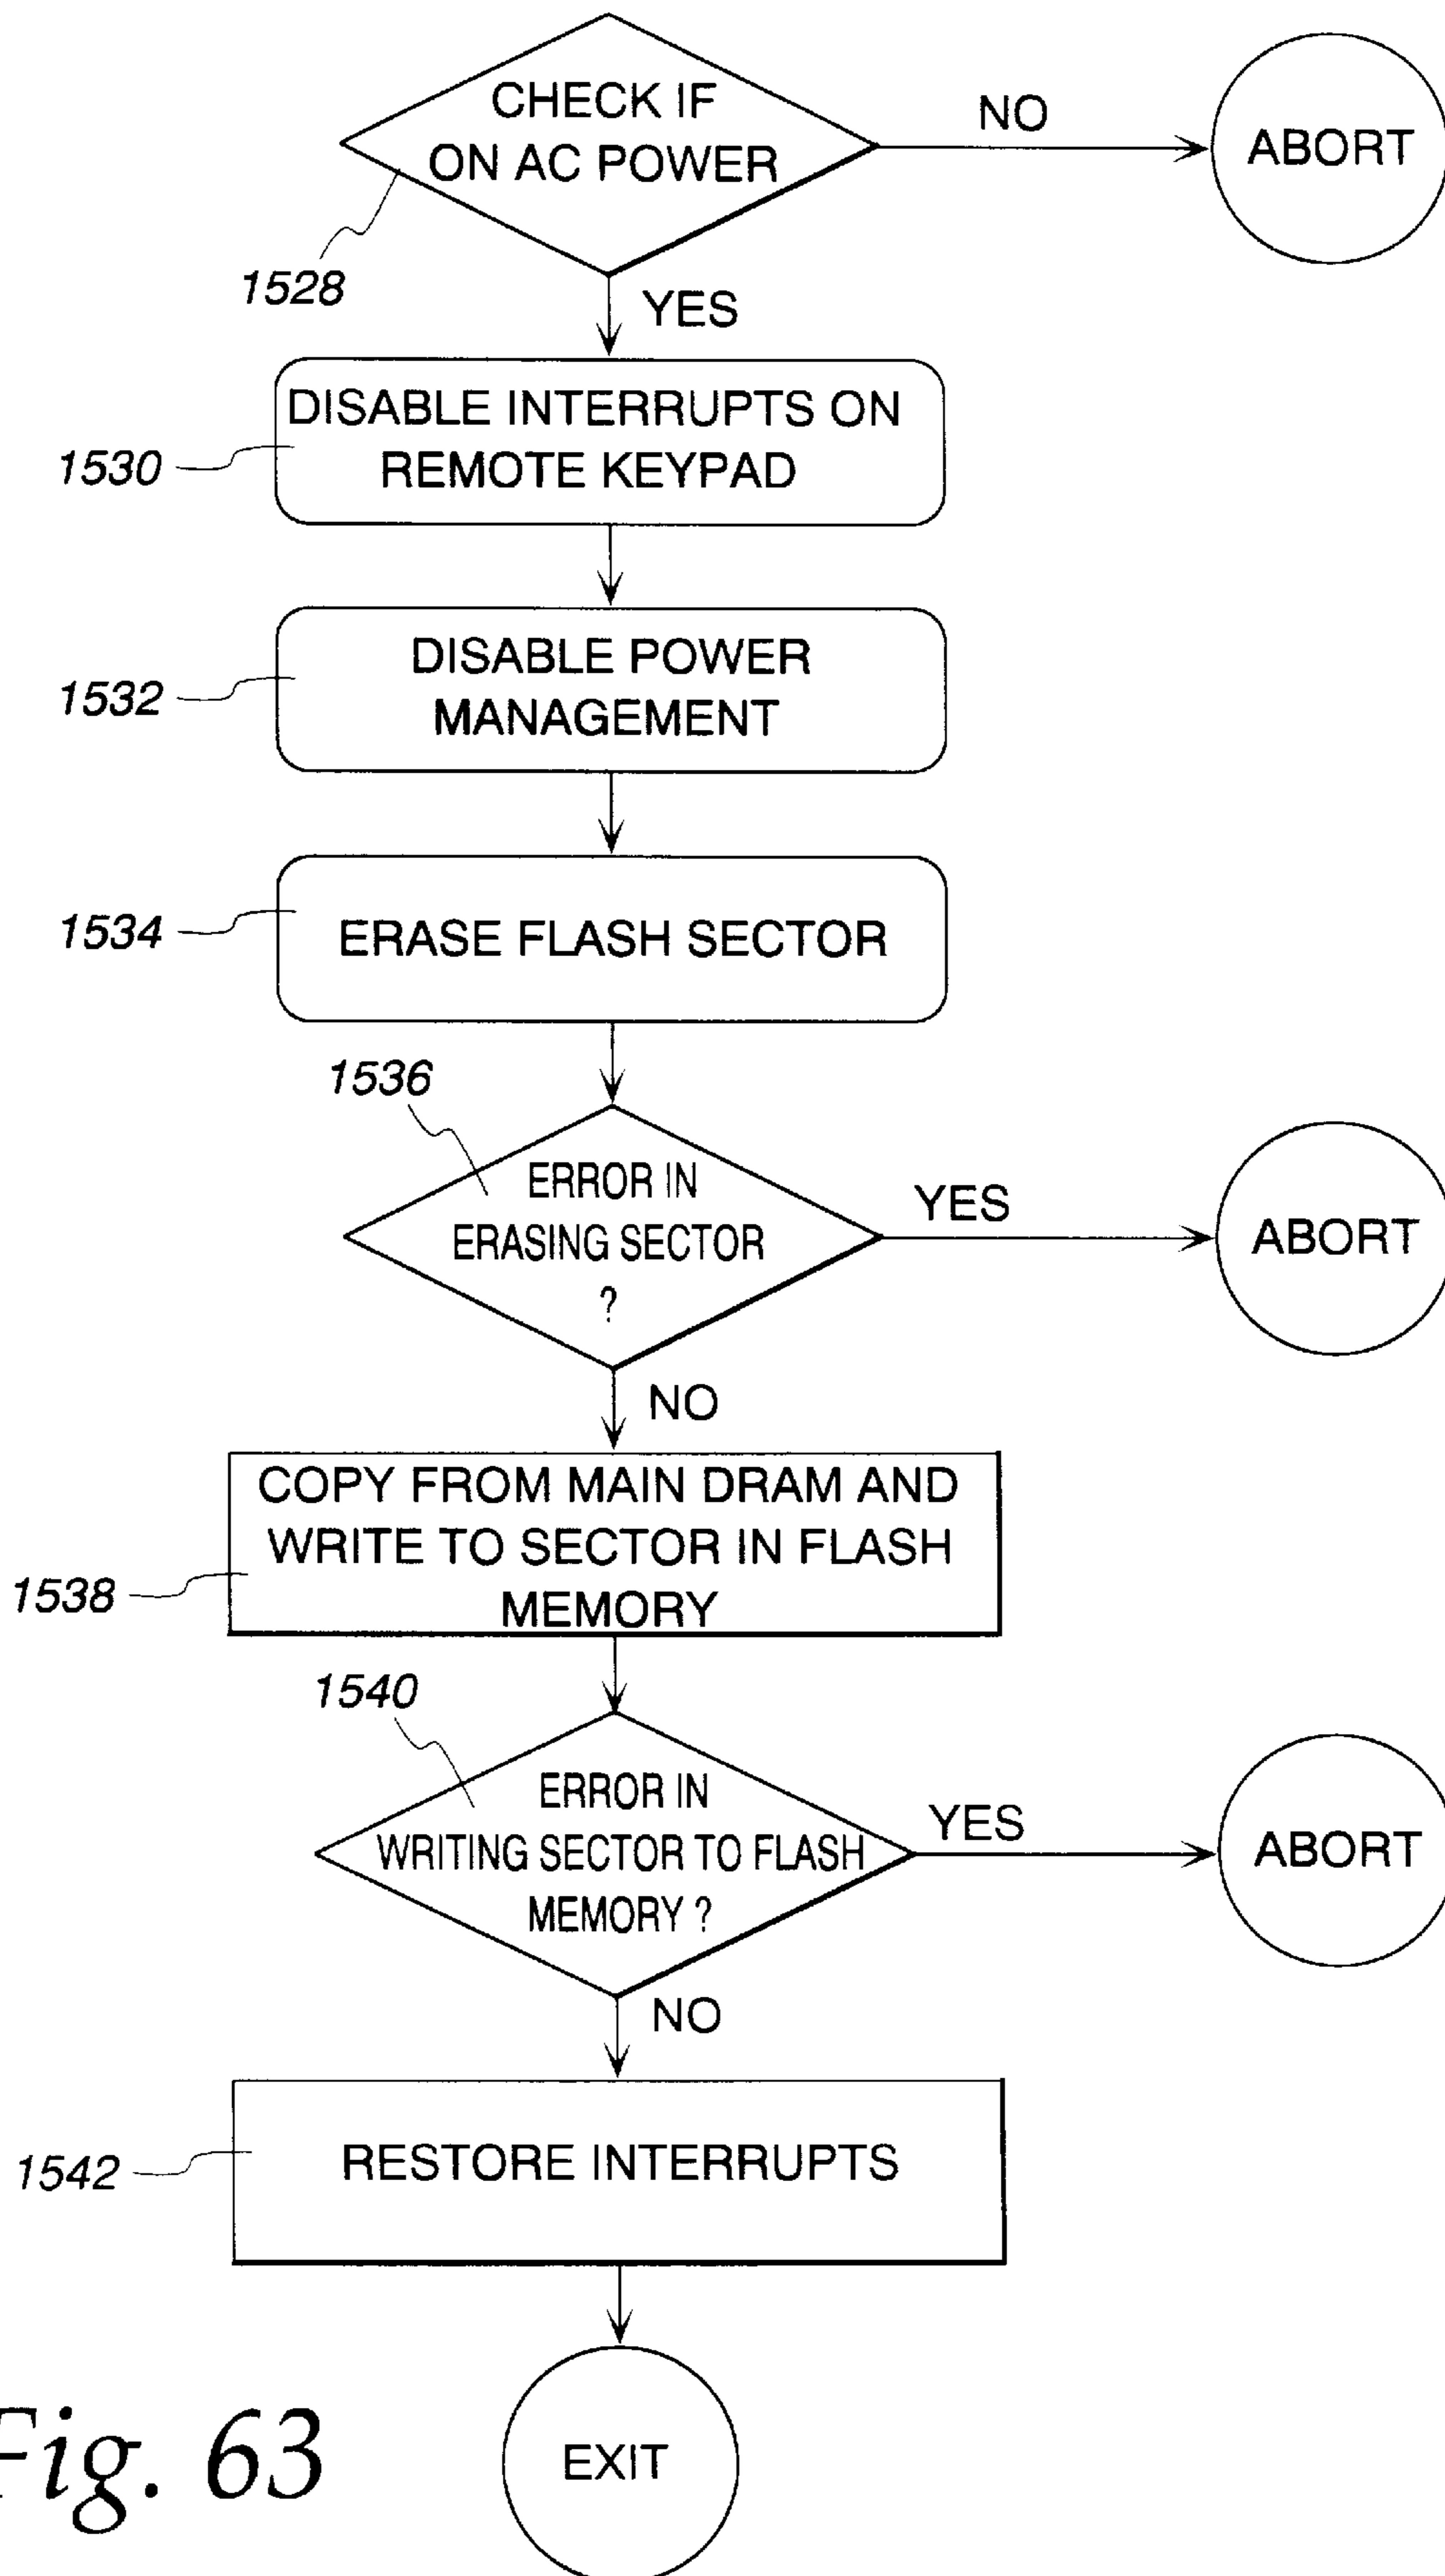 CHECK IF
ON AC POWER
NO
ABORT
1528
YES
DISABLE INTERRUPTS ON
REMOTE KEYPAD
1530
DISABLE POWER
MANAGEMENT
1532
ERASE FLASH SECTOR
1534
1536
ERROR IN
ERASING SECTOR
?
YES
ABORT
NO
COPY FROM MAIN DRAM AND
WRITE TO SECTOR IN FLASH
MEMORY
1538
1540
ERROR IN
WRITING SECTOR TO FLASH
MEMORY ?
YES
ABORT
NO
RESTORE INTERRUPTS
1542
EXIT
Fig. 63